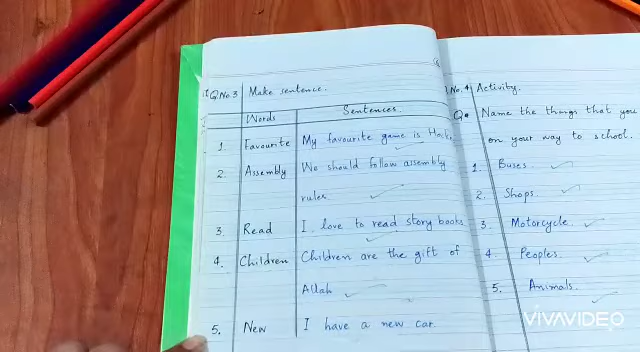 Q.No 3 Make sentence.
Words Sentences.
1. Favourite My favourite game is
2. Assembly We should follow assembly
rules
3. Read I love to read story books
4. Children Children are the gift of
Allah
5. New I have a new car.
No. 4 Activity.
Q. Name the things that you
on your way to school.
1. Buses
2. Shops
3. Motorcycle
4. Peoples
5. Animals
VIVAVIDEO